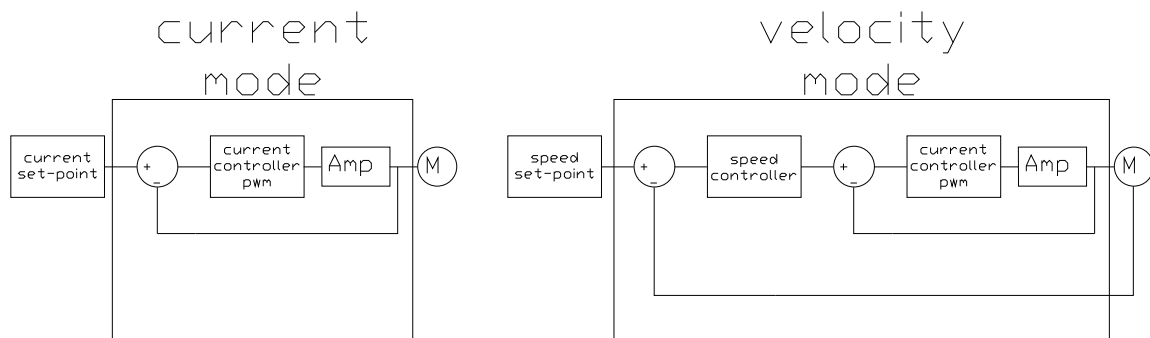 current
mode
current
set-point
+
-
current
controller
pwm
Amp
M
velocity
mode
speed
set-point
+
-
speed
controller
+
-
current
controller
pwm
Amp
M